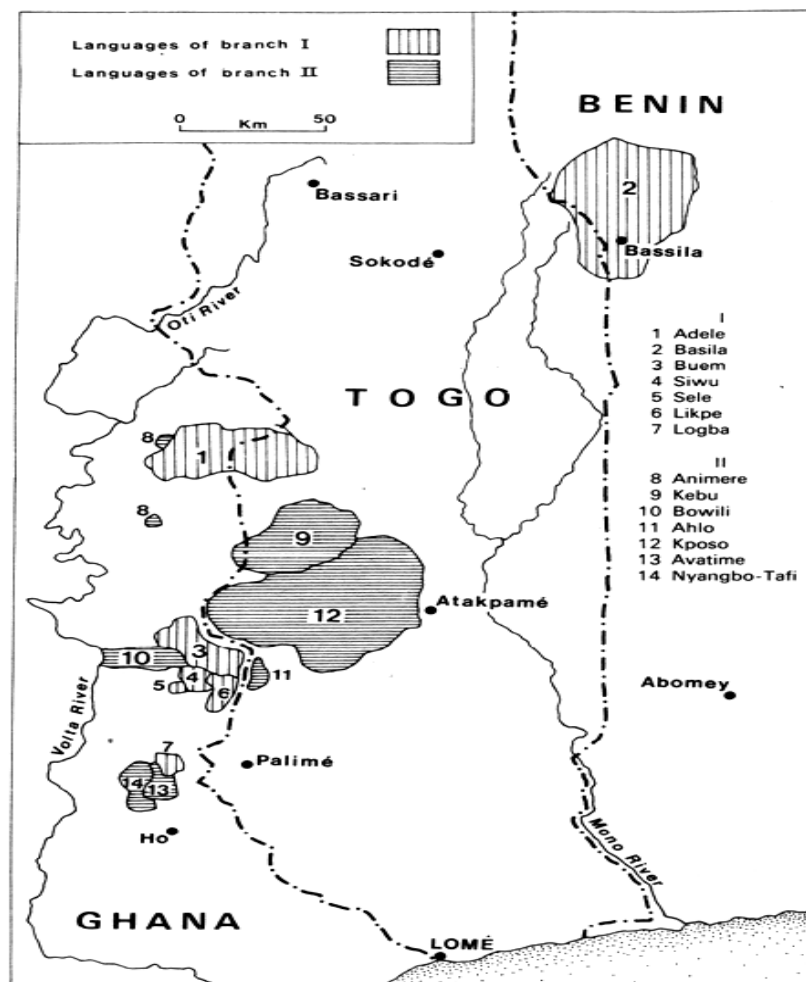 Languages of branch I
Languages of branch II
0 50
Km
BENIN
2
Bassari
Bassila
Sokodé
Oti River
I
1 Adele
2 Basila
3 Buem
4 Siwu
5 Sele
6 Likpe
7 Logba
TOGO
8
1
II
8 Animere
9 Kebu
10 Bowili
11 Ahlo
12 Kposo
13 Avatime
14 Nyangbo-Tafi
8
9
12
Atakpamé
3
10
11
5
4
6
Abomey
Volta River
7
Palimé
14
13
Ho
Mono River
GHANA
LOMÉ